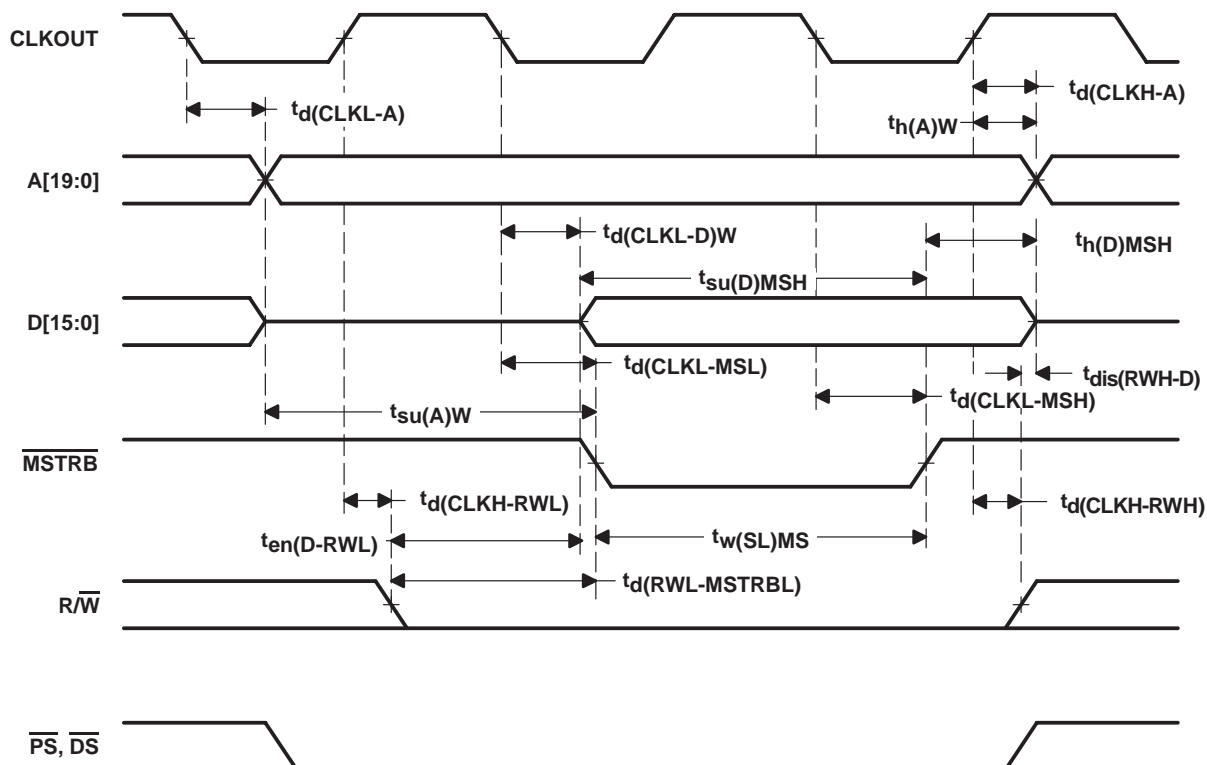 CLKOUT
td(CLKL-A)
td(CLKH-A)
th(A)W
A[19:0]
td(CLKL-D)W
th(D)MSH
tsu(D)MSH
D[15:0]
td(CLKL-MSL)
tdis(RWH-D)
tsu(A)W
td(CLKL-MSH)
MSTRB
td(CLKH-RWL)
td(CLKH-RWH)
ten(D-RWL)
tw(SL)MS
td(RWL-MSTRBL)
R/W
PS, DS